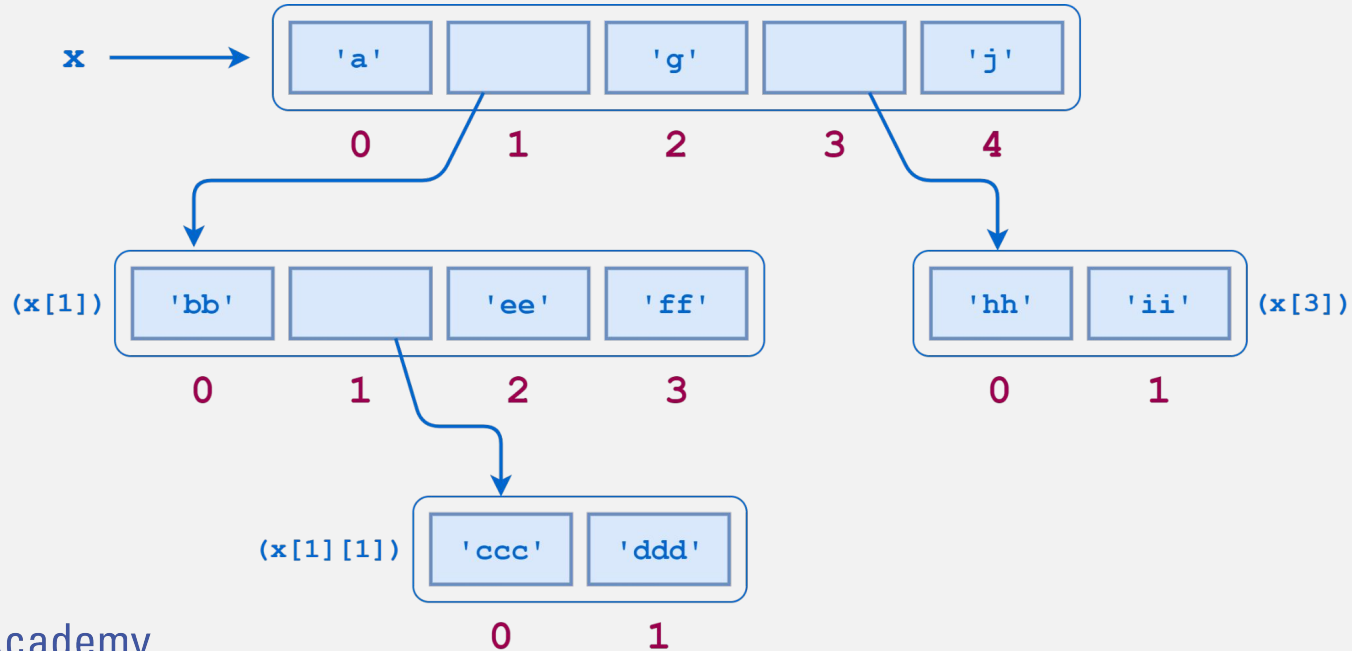 x 'a' 'g' 'j'
0 1 2 3 4
(x[1]) 'bb' 'ee' 'ff' 'hh' 'ii' (x[3])
0 1 2 3 0 1
(x[1][1]) 'ccc' 'ddd'
0 1